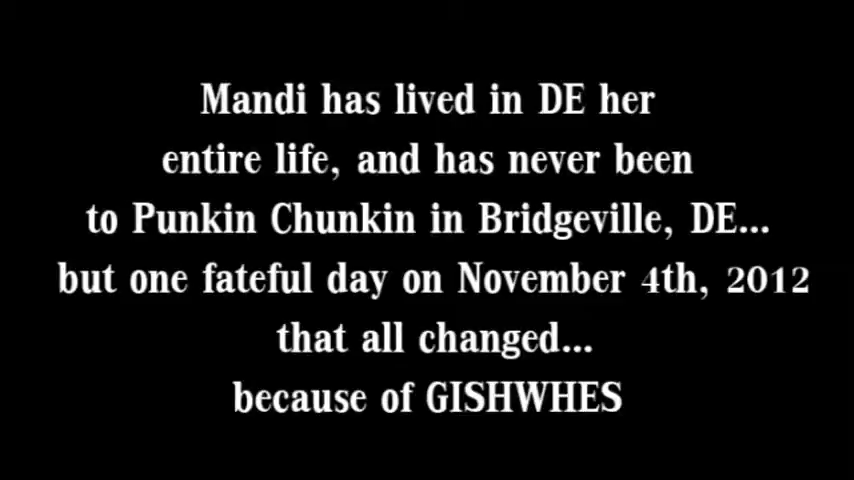 Mandi has lived in DE her
entire life, and has never been
to Punkin Chunkin in Bridgeville, DE...
but one fateful day on November 4th, 2012
that all changed...
because of GISHWHES